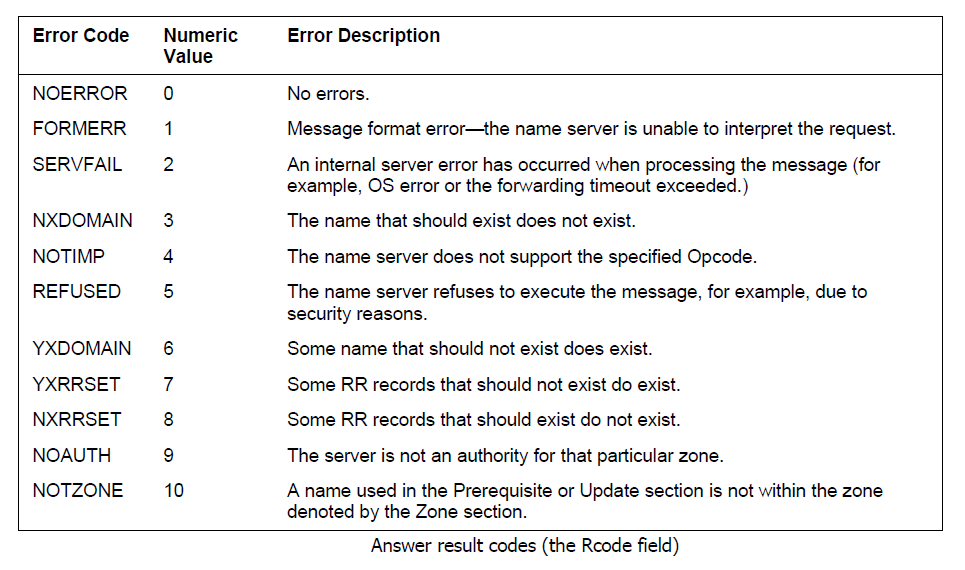 Error Code Numeric Value Error Description
NOERROR 0 No errors.
FORMERR 1 Message format error—the name server is unable to interpret the request.
SERVFAIL 2 An internal server error has occurred when processing the message (for
example, OS error or the forwarding timeout exceeded.)
NXDOMAIN 3 The name that should exist does not exist.
NOTIMP 4 The name server does not support the specified Opcode.
REFUSED 5 The name server refuses to execute the message, for example, due to
security reasons.
YXDOMAIN 6 Some name that should not exist does exist.
YXRRSET 7 Some RR records that should not exist do exist.
NXRRSET 8 Some RR records that should exist do not exist.
NOAUTH 9 The server is not an authority for that particular zone.
NOTZONE 10 A name used in the Prerequisite or Update section is not within the zone
denoted by the Zone section.
Answer result codes (the Rcode field)